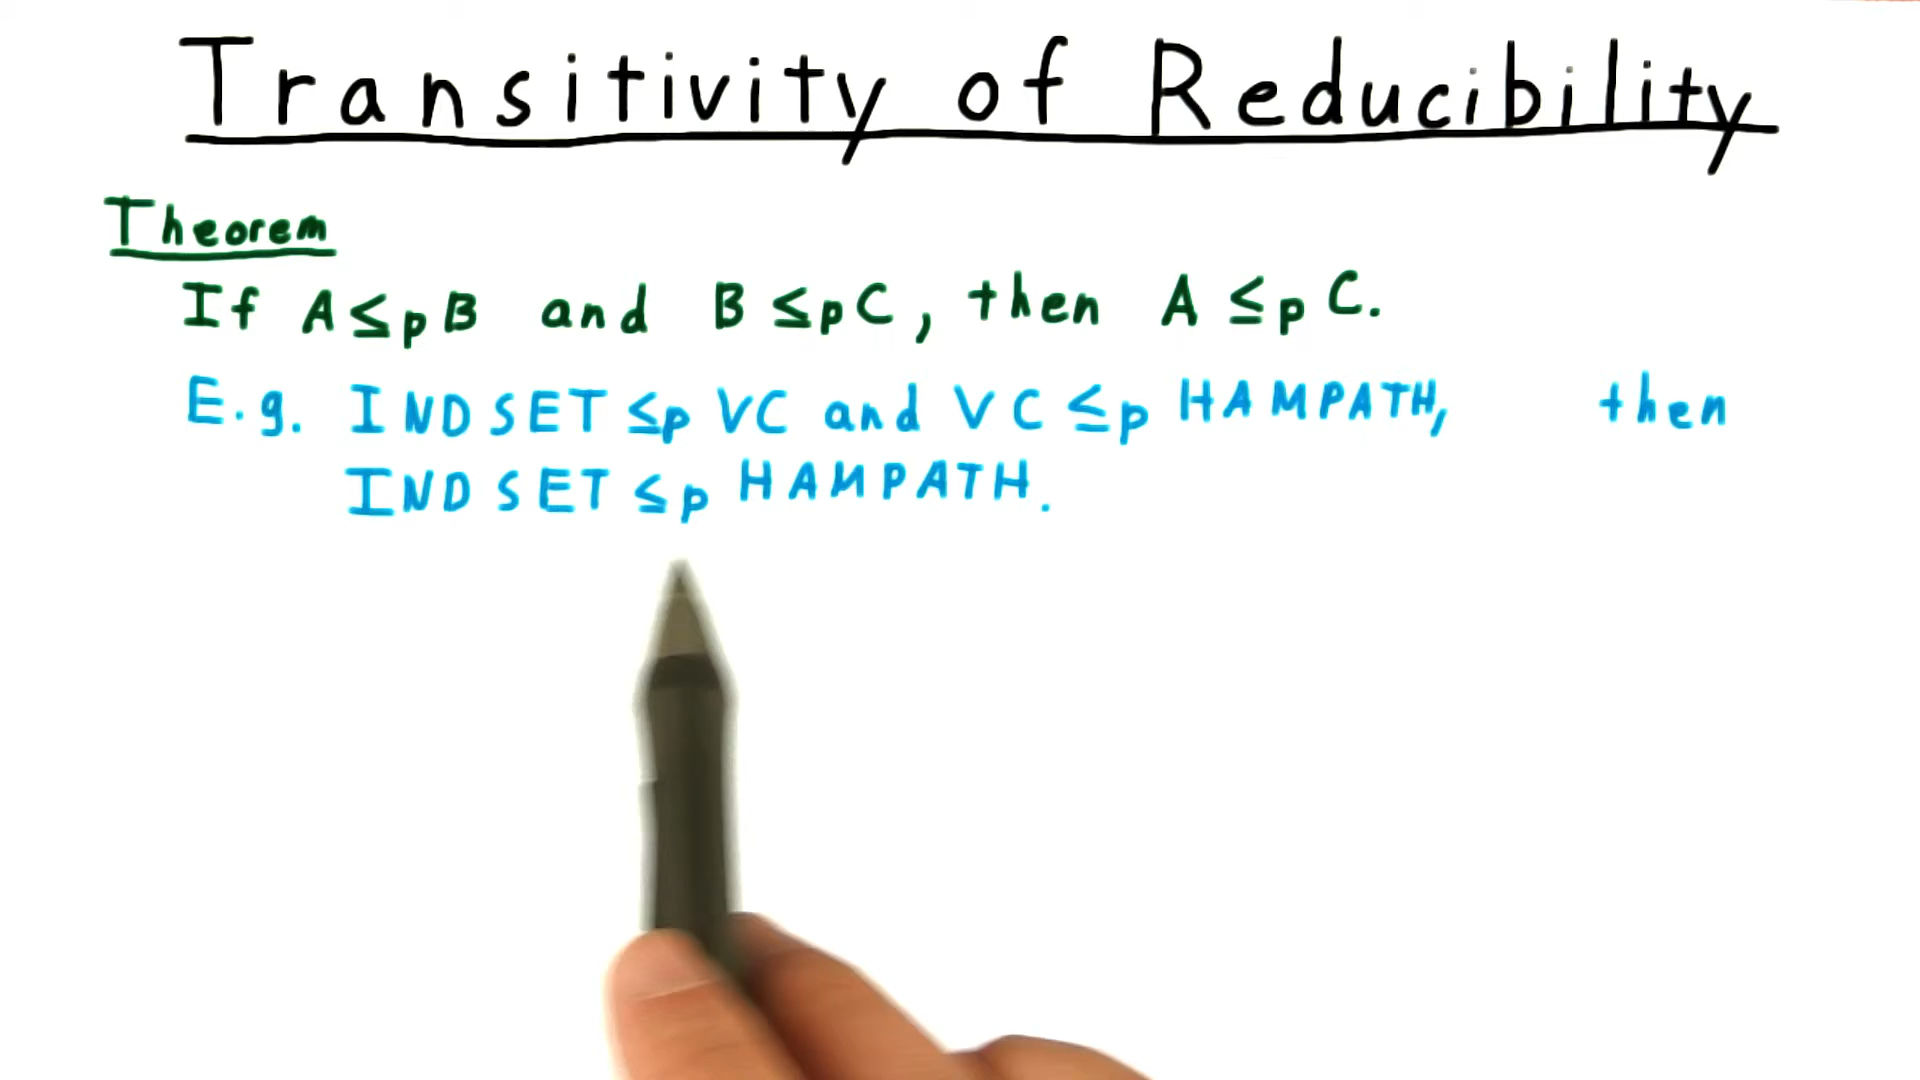 Transitivity of Reducibility
Theorem
If A ≤p B and B ≤p C, then A ≤p C.
E.g. INDSET ≤p VC and VC ≤p HAMPATH, then
INDSET ≤p HAMPATH.